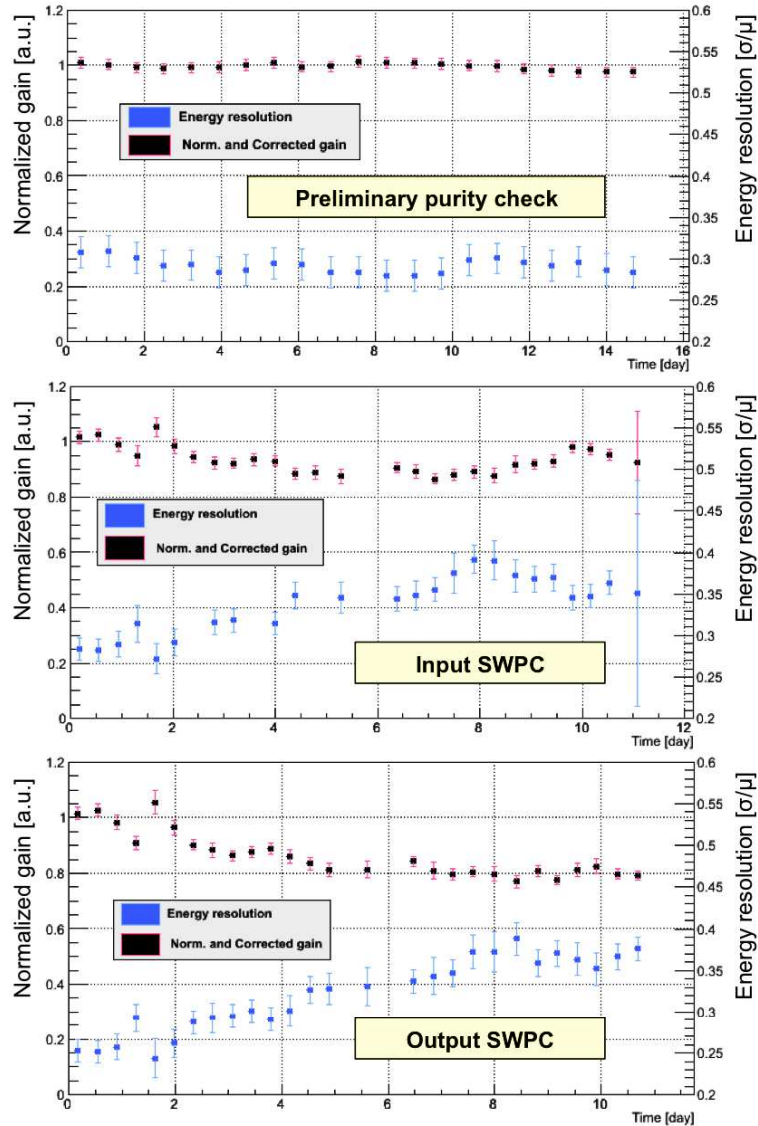 Normalized gain [a.u.]
1.2
1
0.8
0.6
0.4
0.2
0
Energy resolution
Norm. and Corrected gain
Preliminary purity check
0 2 4 6 8 10 12 14 16
Time [day]
0.6
0.55
0.5
0.45
0.4
0.35
0.3
0.25
0.2
Energy resolution [σ/μ]
Normalized gain [a.u.]
1.2
1
0.8
0.6
0.4
0.2
0
Energy resolution
Norm. and Corrected gain
Input SWPC
0 2 4 6 8 10 12
Time [day]
0.6
0.55
0.5
0.45
0.4
0.35
0.3
0.25
0.2
Energy resolution [σ/μ]
Normalized gain [a.u.]
1.2
1
0.8
0.6
0.4
0.2
0
Energy resolution
Norm. and Corrected gain
Output SWPC
0 2 4 6 8 10
Time [day]
0.6
0.55
0.5
0.45
0.4
0.35
0.3
0.25
0.2
Energy resolution [σ/μ]